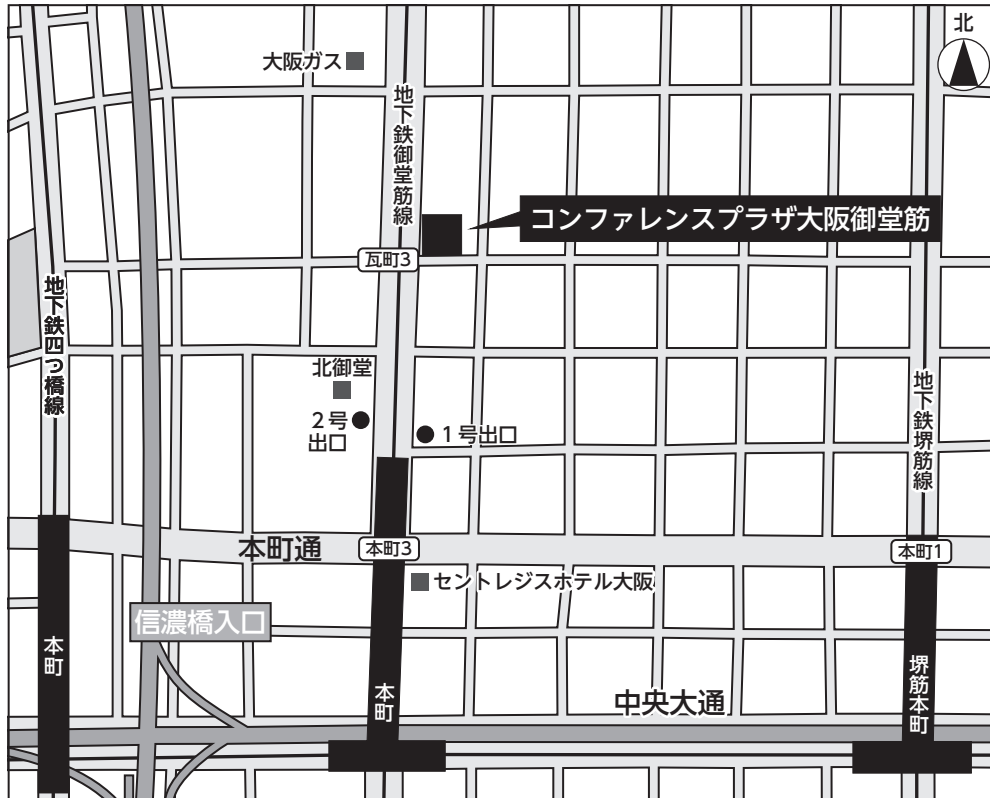 北
大阪ガス
地下鉄御堂筋線
コンファレンスプラザ大阪御堂筋
瓦町3
地下鉄四つ橋線
北御堂
2号
出口
1号出口
地下鉄堺筋線
本町通
本町3
本町1
セントレジスホテル大阪
信濃橋入口
本町
本町
堺筋本町
中央大通